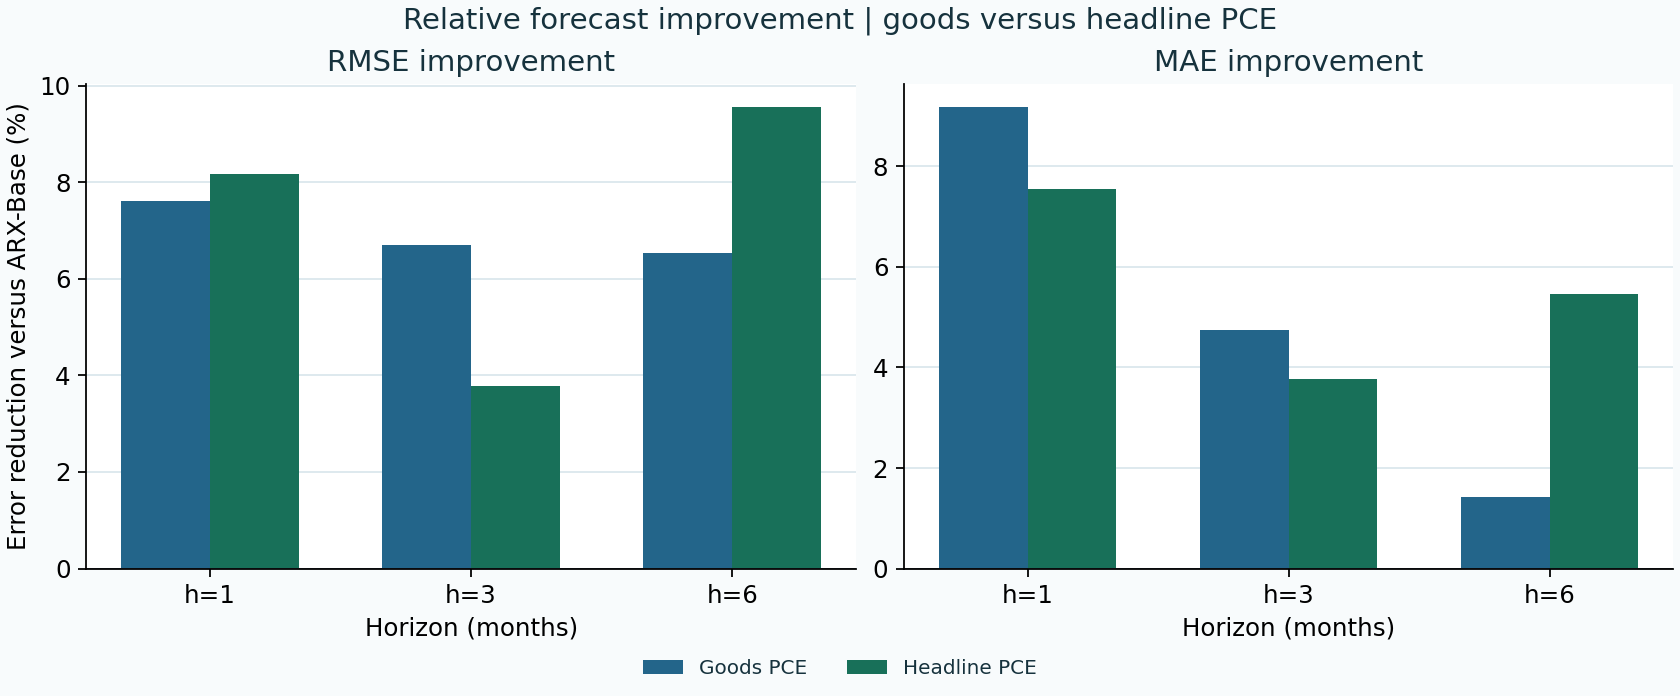 Relative forecast improvement | goods versus headline PCE
RMSE improvement
Error reduction versus ARX-Base (%)
10
8
6
4
2
0
h=1
h=3
h=6
Horizon (months)
MAE improvement
8
6
4
2
0
h=1
h=3
h=6
Horizon (months)
Goods PCE
Headline PCE